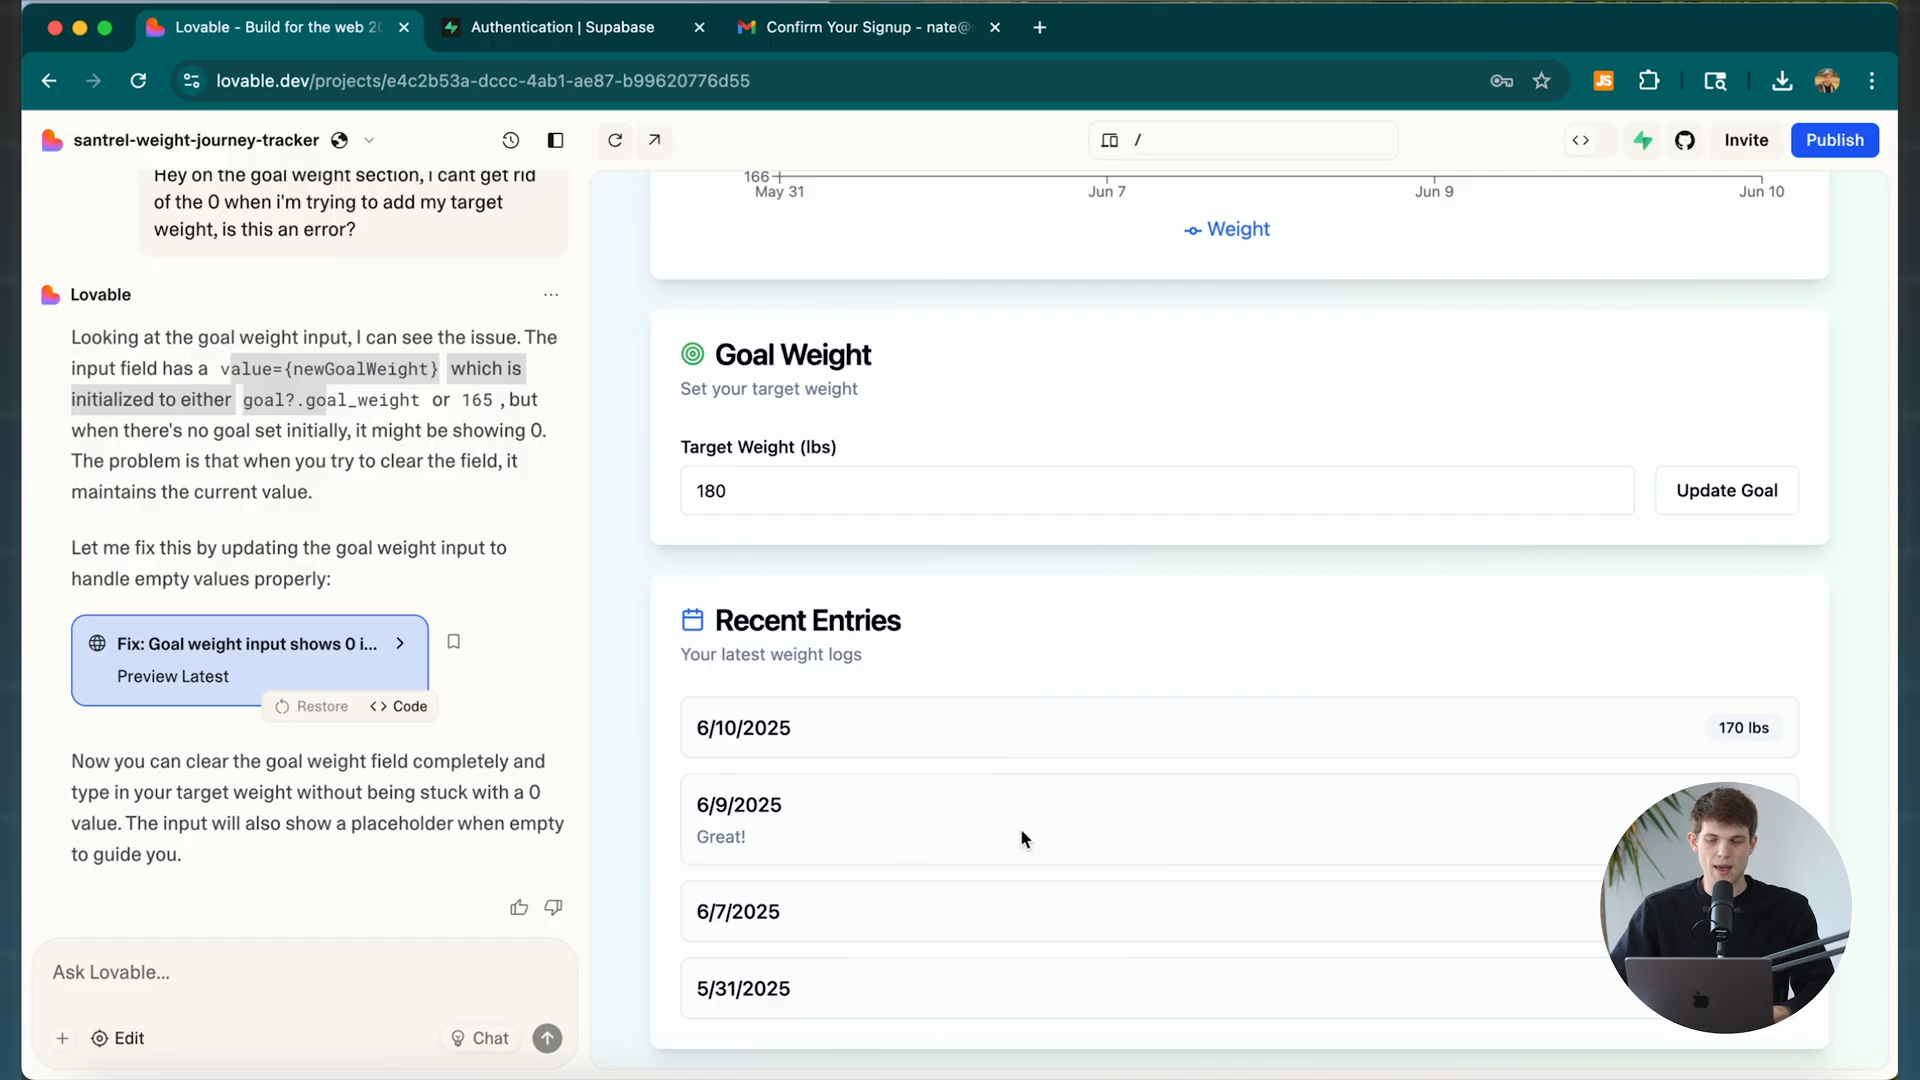 Lovable - Build for the web 20
Authentication | Supabase
Confirm Your Signup - nate@
lovable.dev/projects/e4c2b53a-dccc-4ab1-ae87-b99620776d55
JS
santrel-weight-journey-tracker
/
Invite
Publish
Hey on the goal weight section, i cant get rid
of the 0 when i'm trying to add my target
weight, is this an error?
Lovable
Looking at the goal weight input, I can see the issue. The
input field has a value={newGoalWeight} which is
initialized to either goal?.goal_weight or 165 , but
when there's no goal set initially, it might be showing 0.
The problem is that when you try to clear the field, it
maintains the current value.
Let me fix this by updating the goal weight input to
handle empty values properly:
Fix: Goal weight input shows 0 i...
Preview Latest
Restore
Code
Now you can clear the goal weight field completely and
type in your target weight without being stuck with a 0
value. The input will also show a placeholder when empty
to guide you.
Ask Lovable...
Edit
Chat
166
May 31
Jun 7
Jun 9
Jun 10
Weight
Goal Weight
Set your target weight
Target Weight (lbs)
180
Update Goal
Recent Entries
Your latest weight logs
6/10/2025
170 lbs
6/9/2025
Great!
6/7/2025
5/31/2025